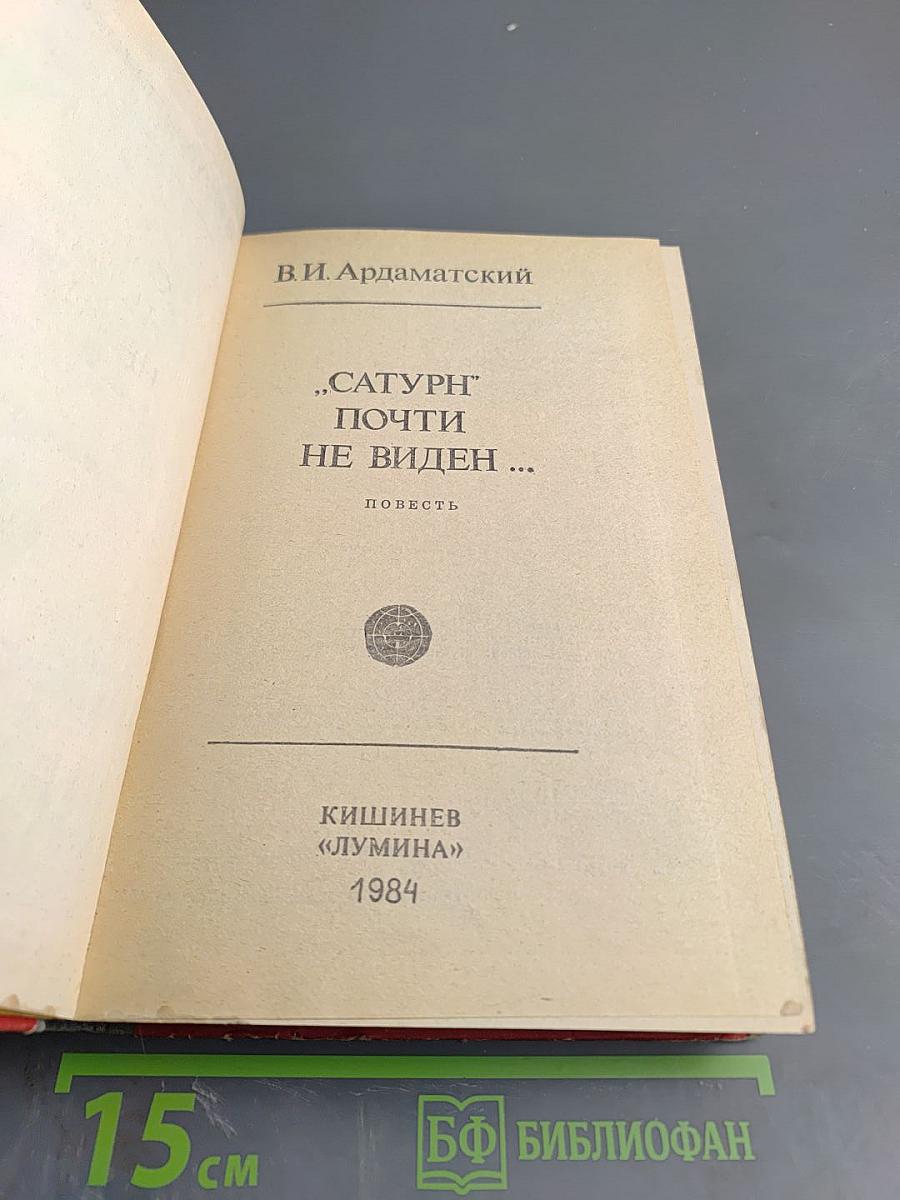 В. И. Ардаматский
„САТУРН”
ПОЧТИ
НЕ ВИДЕН ...
ПОВЕСТЬ
КИШИНЕВ
«ЛУМИНА»
1984
15 см
БФ БИБЛИОФАН